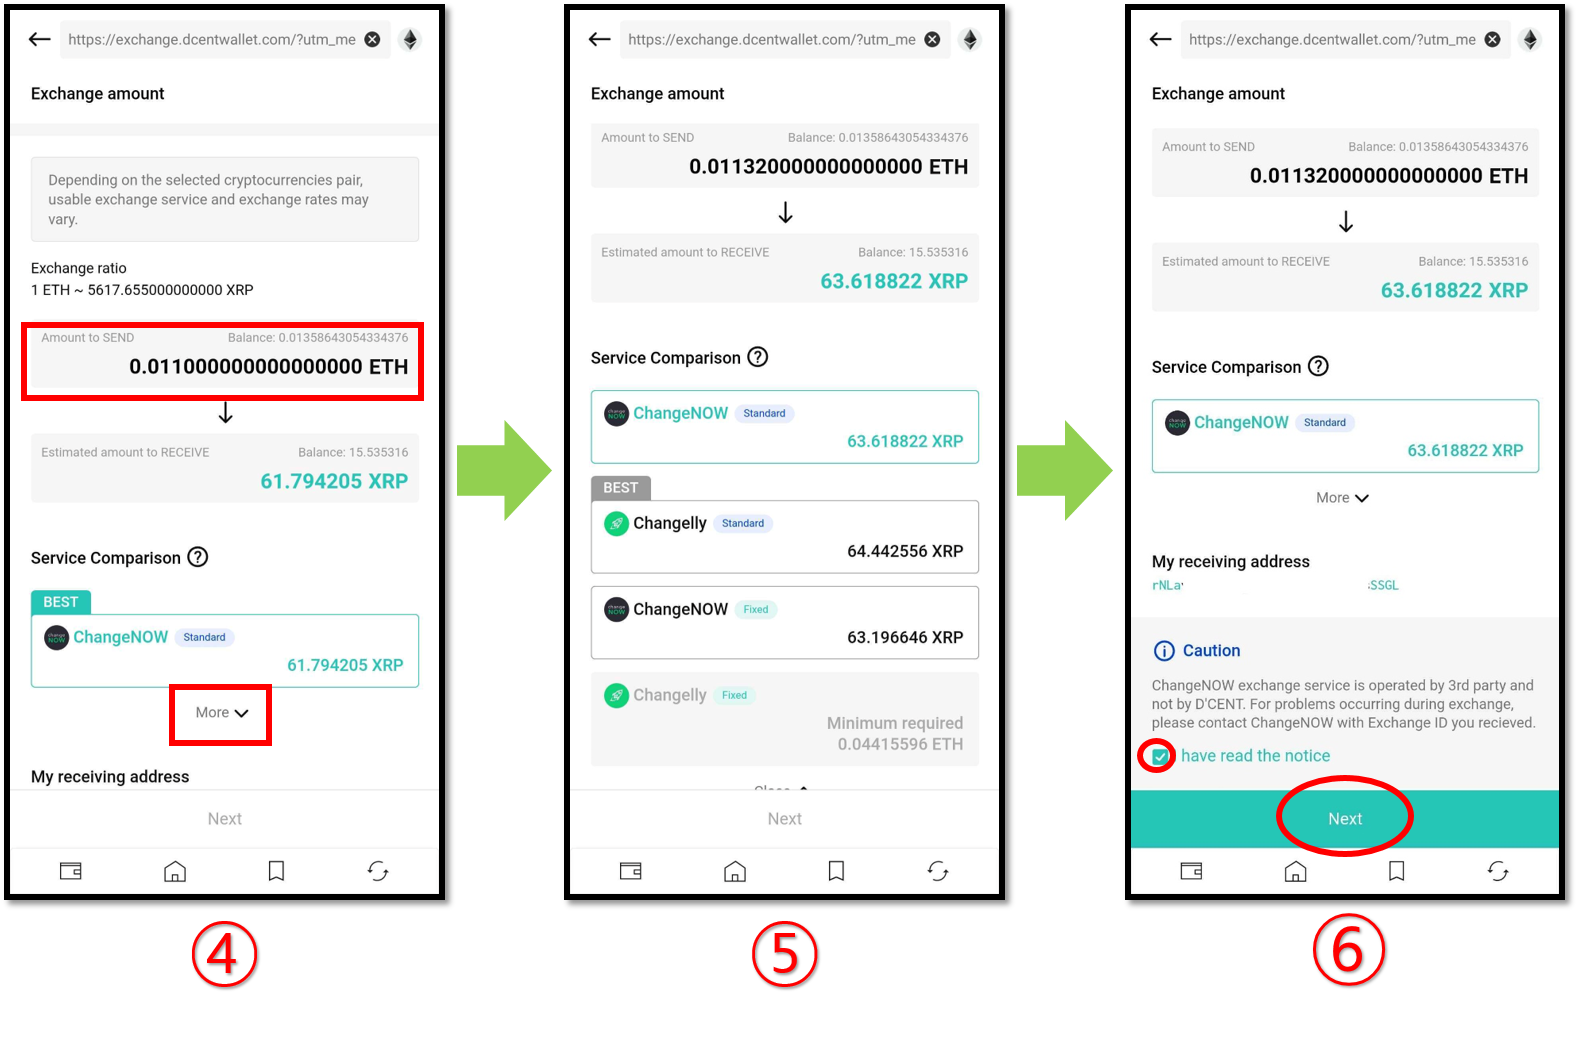 https://exchange.dcentwallet.com/?utm_me
Exchange amount
Depending on the selected cryptocurrencies pair,
usable exchange service and exchange rates may
vary.
Exchange ratio
1 ETH ~ 5617.655000000000 XRP
Amount to SEND Balance: 0.01358643054334376
0.011000000000000000 ETH
Estimated amount to RECEIVE Balance: 15.535316
61.794205 XRP
Service Comparison ?
BEST
ChangeNOW Standard
61.794205 XRP
More
My receiving address
Next
④
https://exchange.dcentwallet.com/?utm_me
Exchange amount
Amount to SEND Balance: 0.01358643054334376
0.011320000000000000 ETH
Estimated amount to RECEIVE Balance: 15.535316
63.618822 XRP
Service Comparison ?
ChangeNOW Standard
63.618822 XRP
BEST
Changelly Standard
64.442556 XRP
ChangeNOW Fixed
63.196646 XRP
Changelly Fixed
Minimum required
0.04415596 ETH
Close
Next
⑤
https://exchange.dcentwallet.com/?utm_me
Exchange amount
Amount to SEND Balance: 0.01358643054334376
0.011320000000000000 ETH
Estimated amount to RECEIVE Balance: 15.535316
63.618822 XRP
Service Comparison ?
ChangeNOW Standard
63.618822 XRP
More
My receiving address
rNLa SSGL
Caution
ChangeNOW exchange service is operated by 3rd party and
not by D'CENT. For problems occurring during exchange,
please contact ChangeNOW with Exchange ID you recieved.
have read the notice
Next
⑥